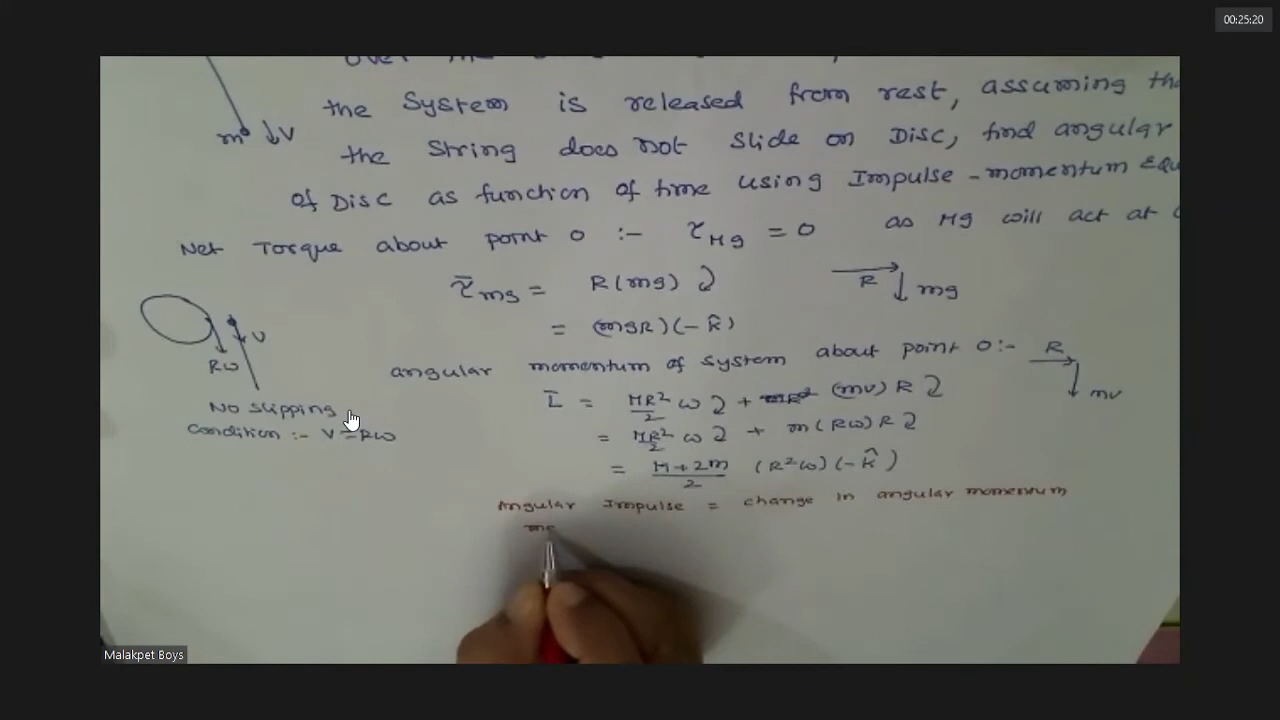 00:25:20
the System is released from rest, assuming
m ↓V
the String does not Slide on Disc, find angular
of Disc as function of time using Impulse-momentum
Net Torque about point O :- τMg = 0 as Mg will act at
τ̄mg = R(mg) ↓
R mg
= (mgR)(-k̂)
V
Rω
angular momentum of System about point O:- R
mv
No Slipping
L̄ = MR²/2 ω ↓ + (mv) R ↓
Condition :- V = Rω
= MR²/2 ω ↓ + m(Rω)R ↓
= M+2m/2 (R²ω)(-k̂)
Angular Impulse = change in angular momentum
Malakpet Boys